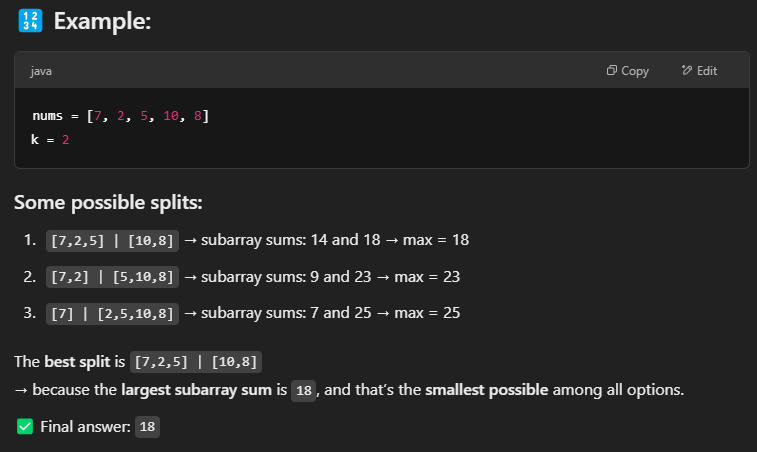 Example:
java
Copy
Edit
nums = [7, 2, 5, 10, 8]
k = 2
Some possible splits:
1. [7,2,5] | [10,8] → subarray sums: 14 and 18 → max = 18
2. [7,2] | [5,10,8] → subarray sums: 9 and 23 → max = 23
3. [7] | [2,5,10,8] → subarray sums: 7 and 25 → max = 25
The best split is [7,2,5] | [10,8]
→ because the largest subarray sum is 18, and that's the smallest possible among all options.
✅ Final answer: 18